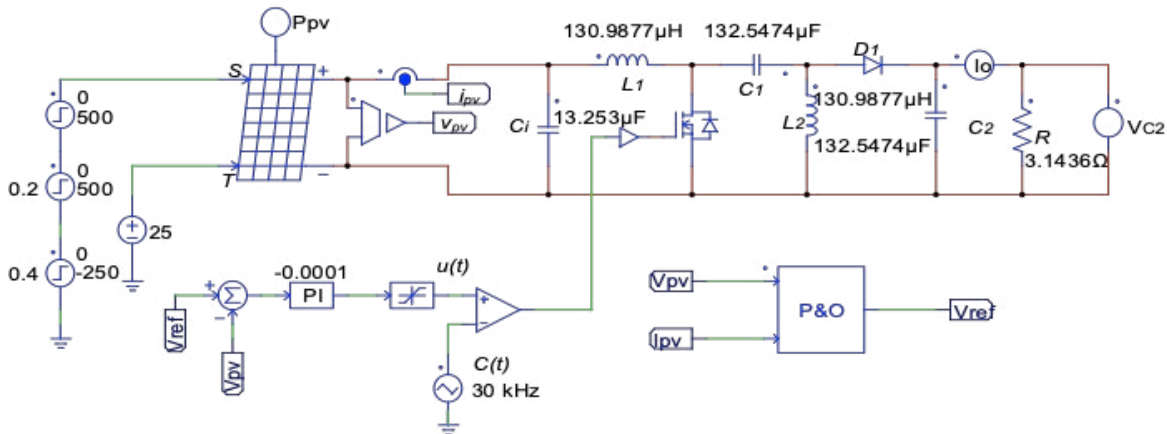 Ppv
S
+
T
−
0
500
0.2
0
500
0.4
0
-250
25
ipv
vpv
Ci
13.253µF
130.9877µH
L1
132.5474µF
C1
D1
L2
130.9877µH
132.5474µF
C2
Io
R
3.1436Ω
VC2
+
−
Σ
Vref
Vpv
-0.0001
PI
u(t)
+
−
C(t)
30 kHz
Vpv
Ipv
P&O
Vref